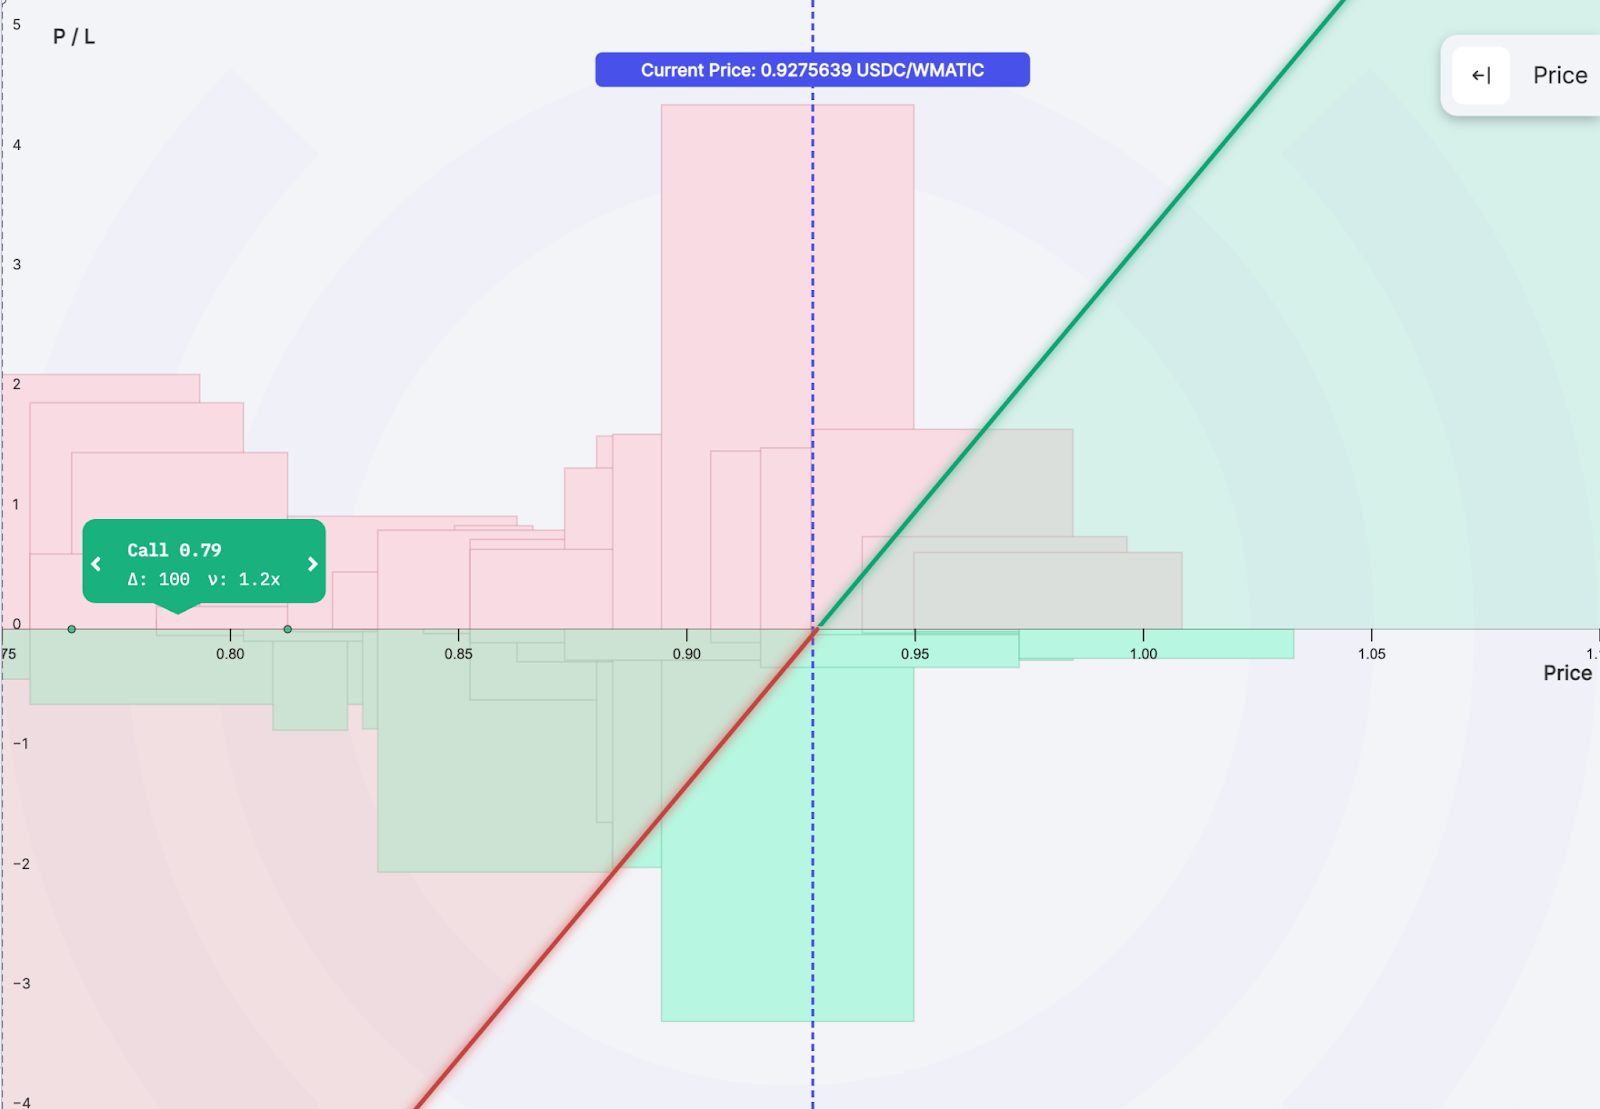 5
P / L
Current Price: 0.9275639 USDC/WMATIC
Price
4
3
2
1
Call 0.79
Δ: 100 ν: 1.2x
0
75 0.80 0.85 0.90 0.95 1.00 1.05
Price
−1
−2
−3
−4